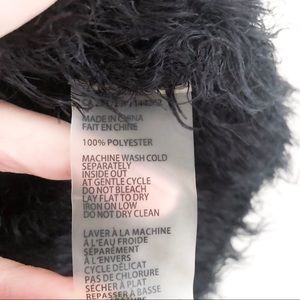 MADE IN CHINA
FAIT EN CHINE
100% POLYESTER
MACHINE WASH COLD
SEPARATELY
INSIDE OUT
AT GENTLE CYCLE
DO NOT BLEACH
LAY FLAT TO DRY
IRON ON LOW
DO NOT DRY CLEAN
LAVER À LA MACHINE
À L'EAU FROIDE
SÉPARÉMENT
À L'ENVERS
CYCLE DÉLICAT
PAS DE CHLORURE
SÉCHER À PLAT
REPASSER À BASSE